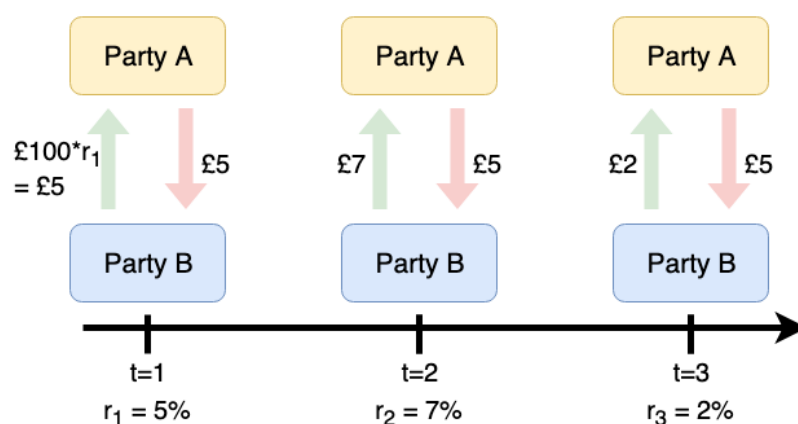 Party A
Party A
Party A
£100*r₁
= £5
£5
£7
£5
£2
£5
Party B
Party B
Party B
t=1
t=2
t=3
r₁ = 5%
r₂ = 7%
r₃ = 2%